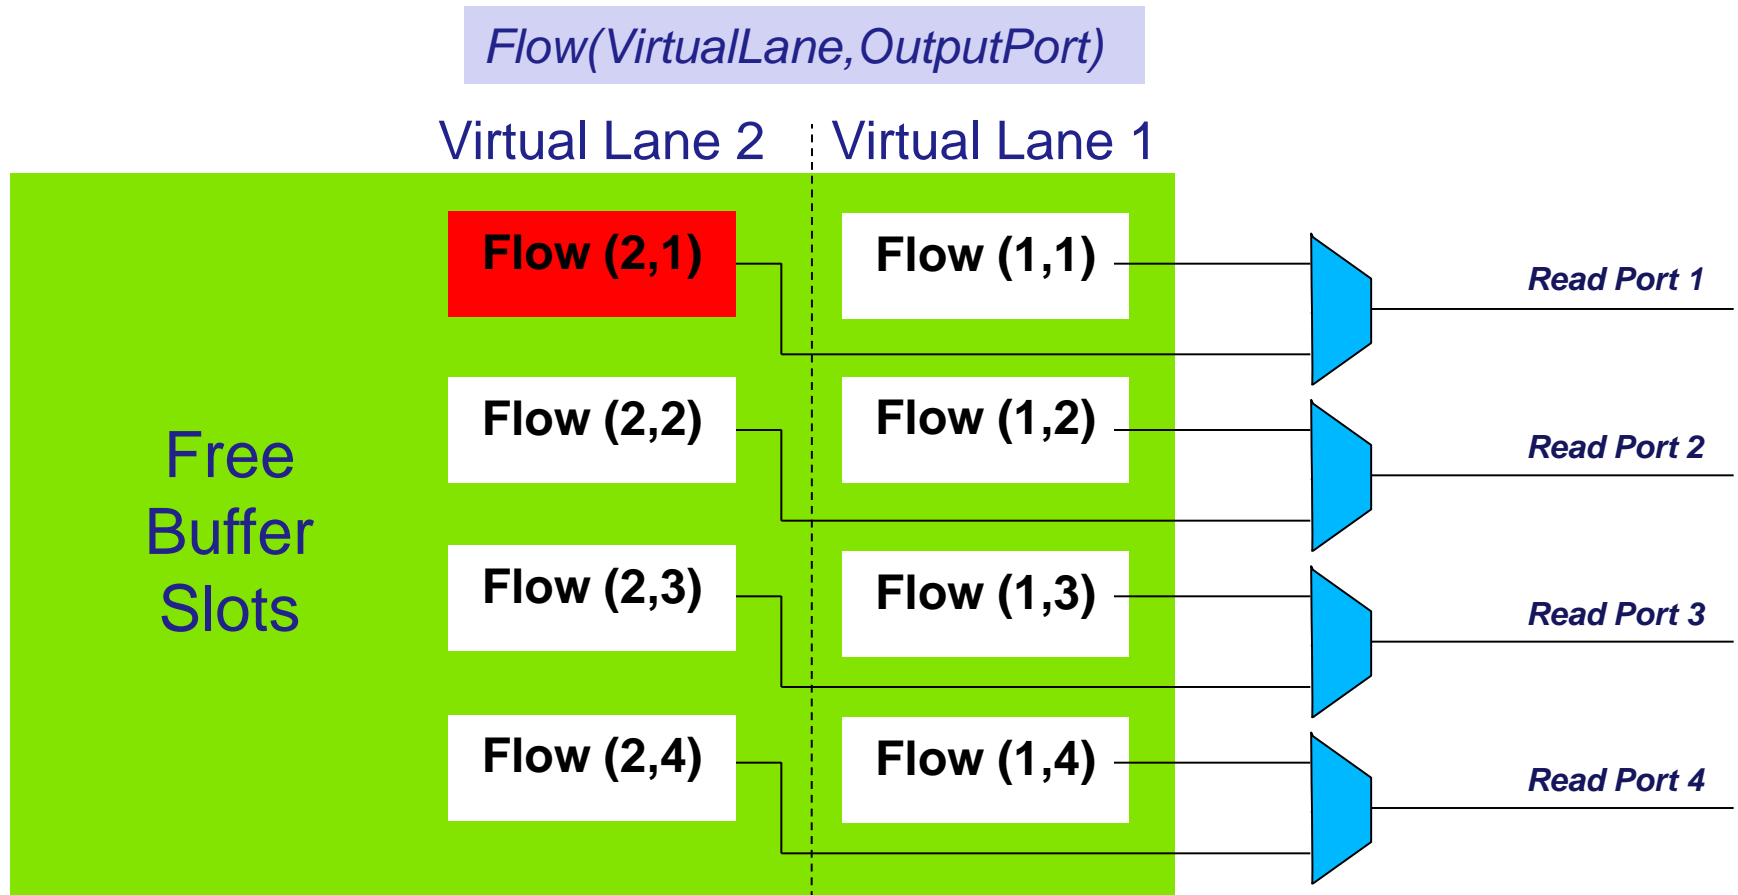 Flow(VirtualLane,OutputPort)
Virtual Lane 2
Virtual Lane 1
Flow (2,1)
Flow (1,1)
Read Port 1
Flow (2,2)
Flow (1,2)
Read Port 2
Free
Buffer
Slots
Flow (2,3)
Flow (1,3)
Read Port 3
Flow (2,4)
Flow (1,4)
Read Port 4